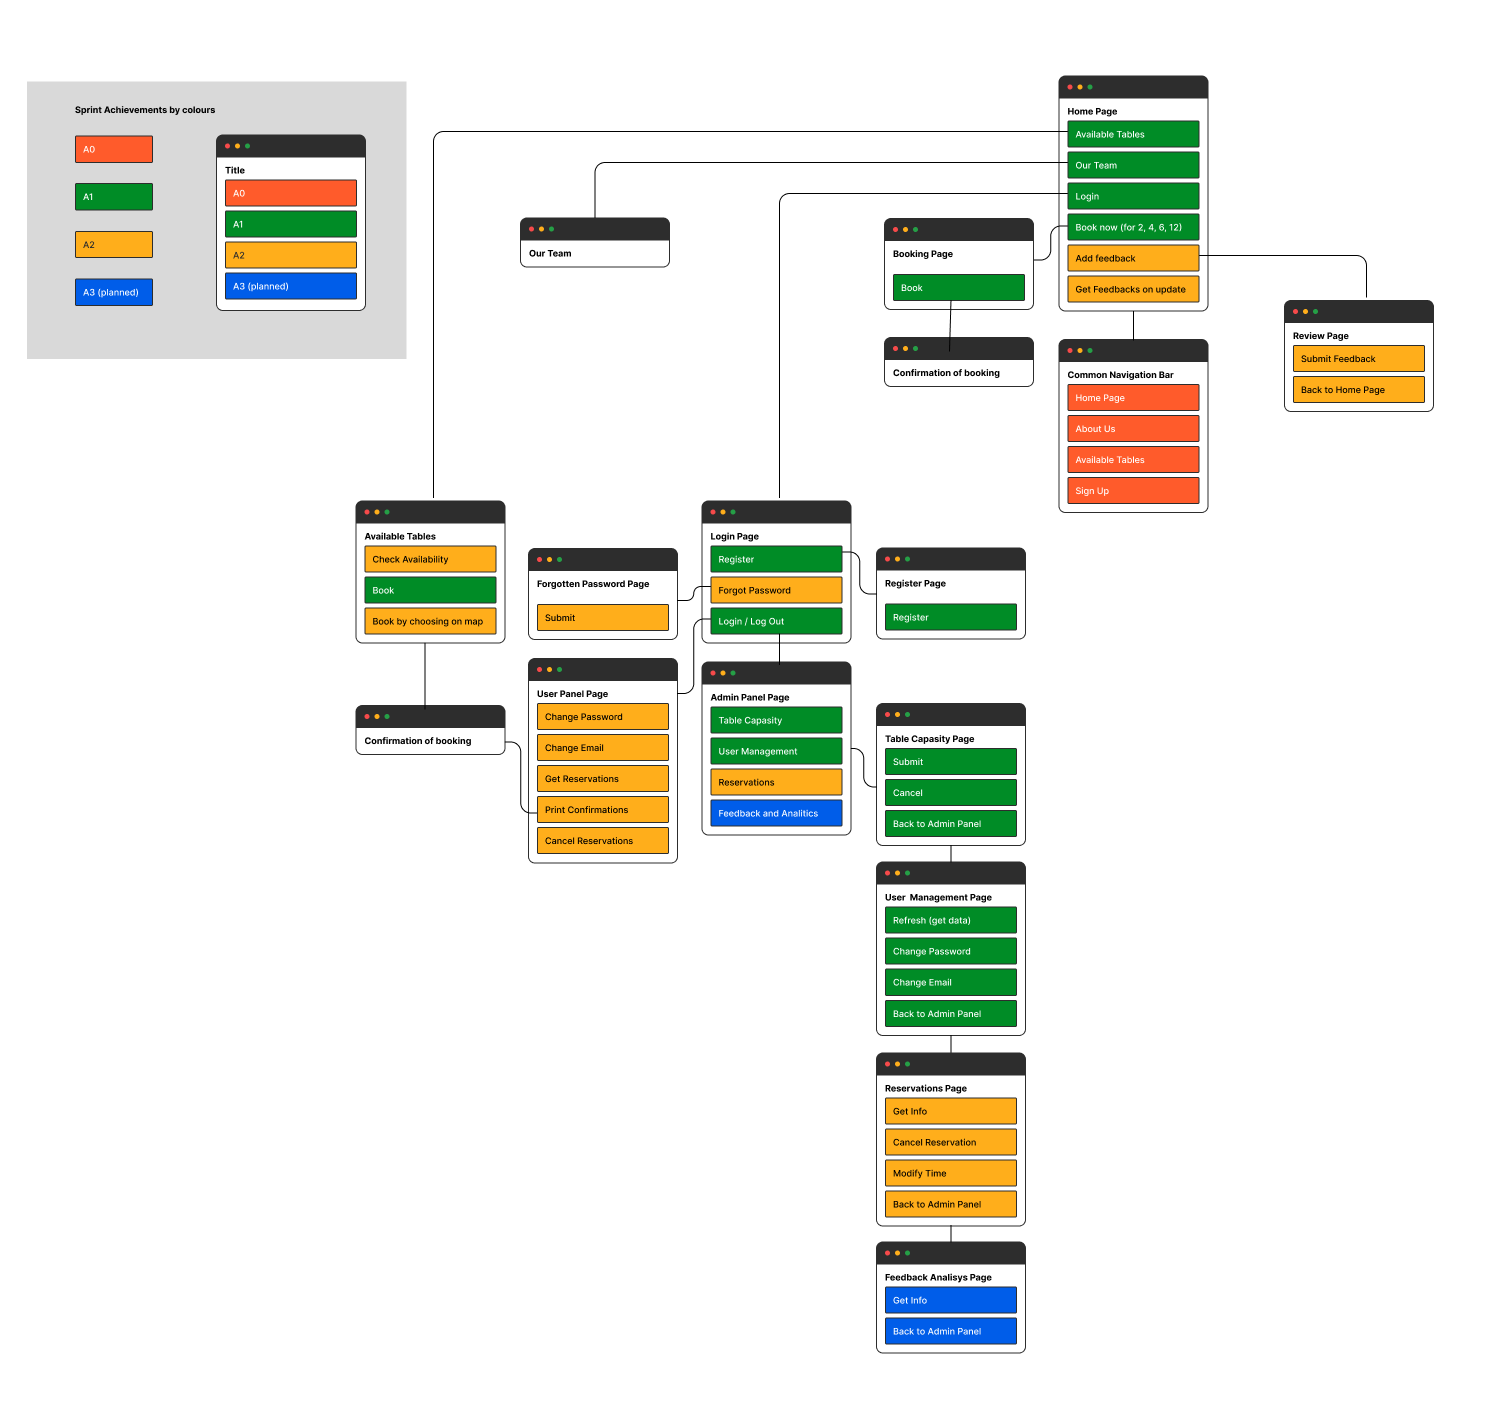 Sprint Achievements by colours
A0
A1
A2
A3 (planned)
Title
A0
A1
A2
A3 (planned)
Home Page
Available Tables
Our Team
Login
Book now (for 2, 4, 6, 12)
Add feedback
Get Feedbacks on update
Our Team
Booking Page
Book
Confirmation of booking
Common Navigation Bar
Home Page
About Us
Available Tables
Sign Up
Review Page
Submit Feedback
Back to Home Page
Available Tables
Check Availability
Book
Book by choosing on map
Confirmation of booking
Forgotten Password Page
Submit
Login Page
Register
Forgot Password
Login / Log Out
Register Page
Register
User Panel Page
Change Password
Change Email
Get Reservations
Print Confirmations
Cancel Reservations
Admin Panel Page
Table Capasity
User Management
Reservations
Feedback and Analitics
Table Capasity Page
Submit
Cancel
Back to Admin Panel
User Management Page
Refresh (get data)
Change Password
Change Email
Back to Admin Panel
Reservations Page
Get Info
Cancel Reservation
Modify Time
Back to Admin Panel
Feedback Analisys Page
Get Info
Back to Admin Panel